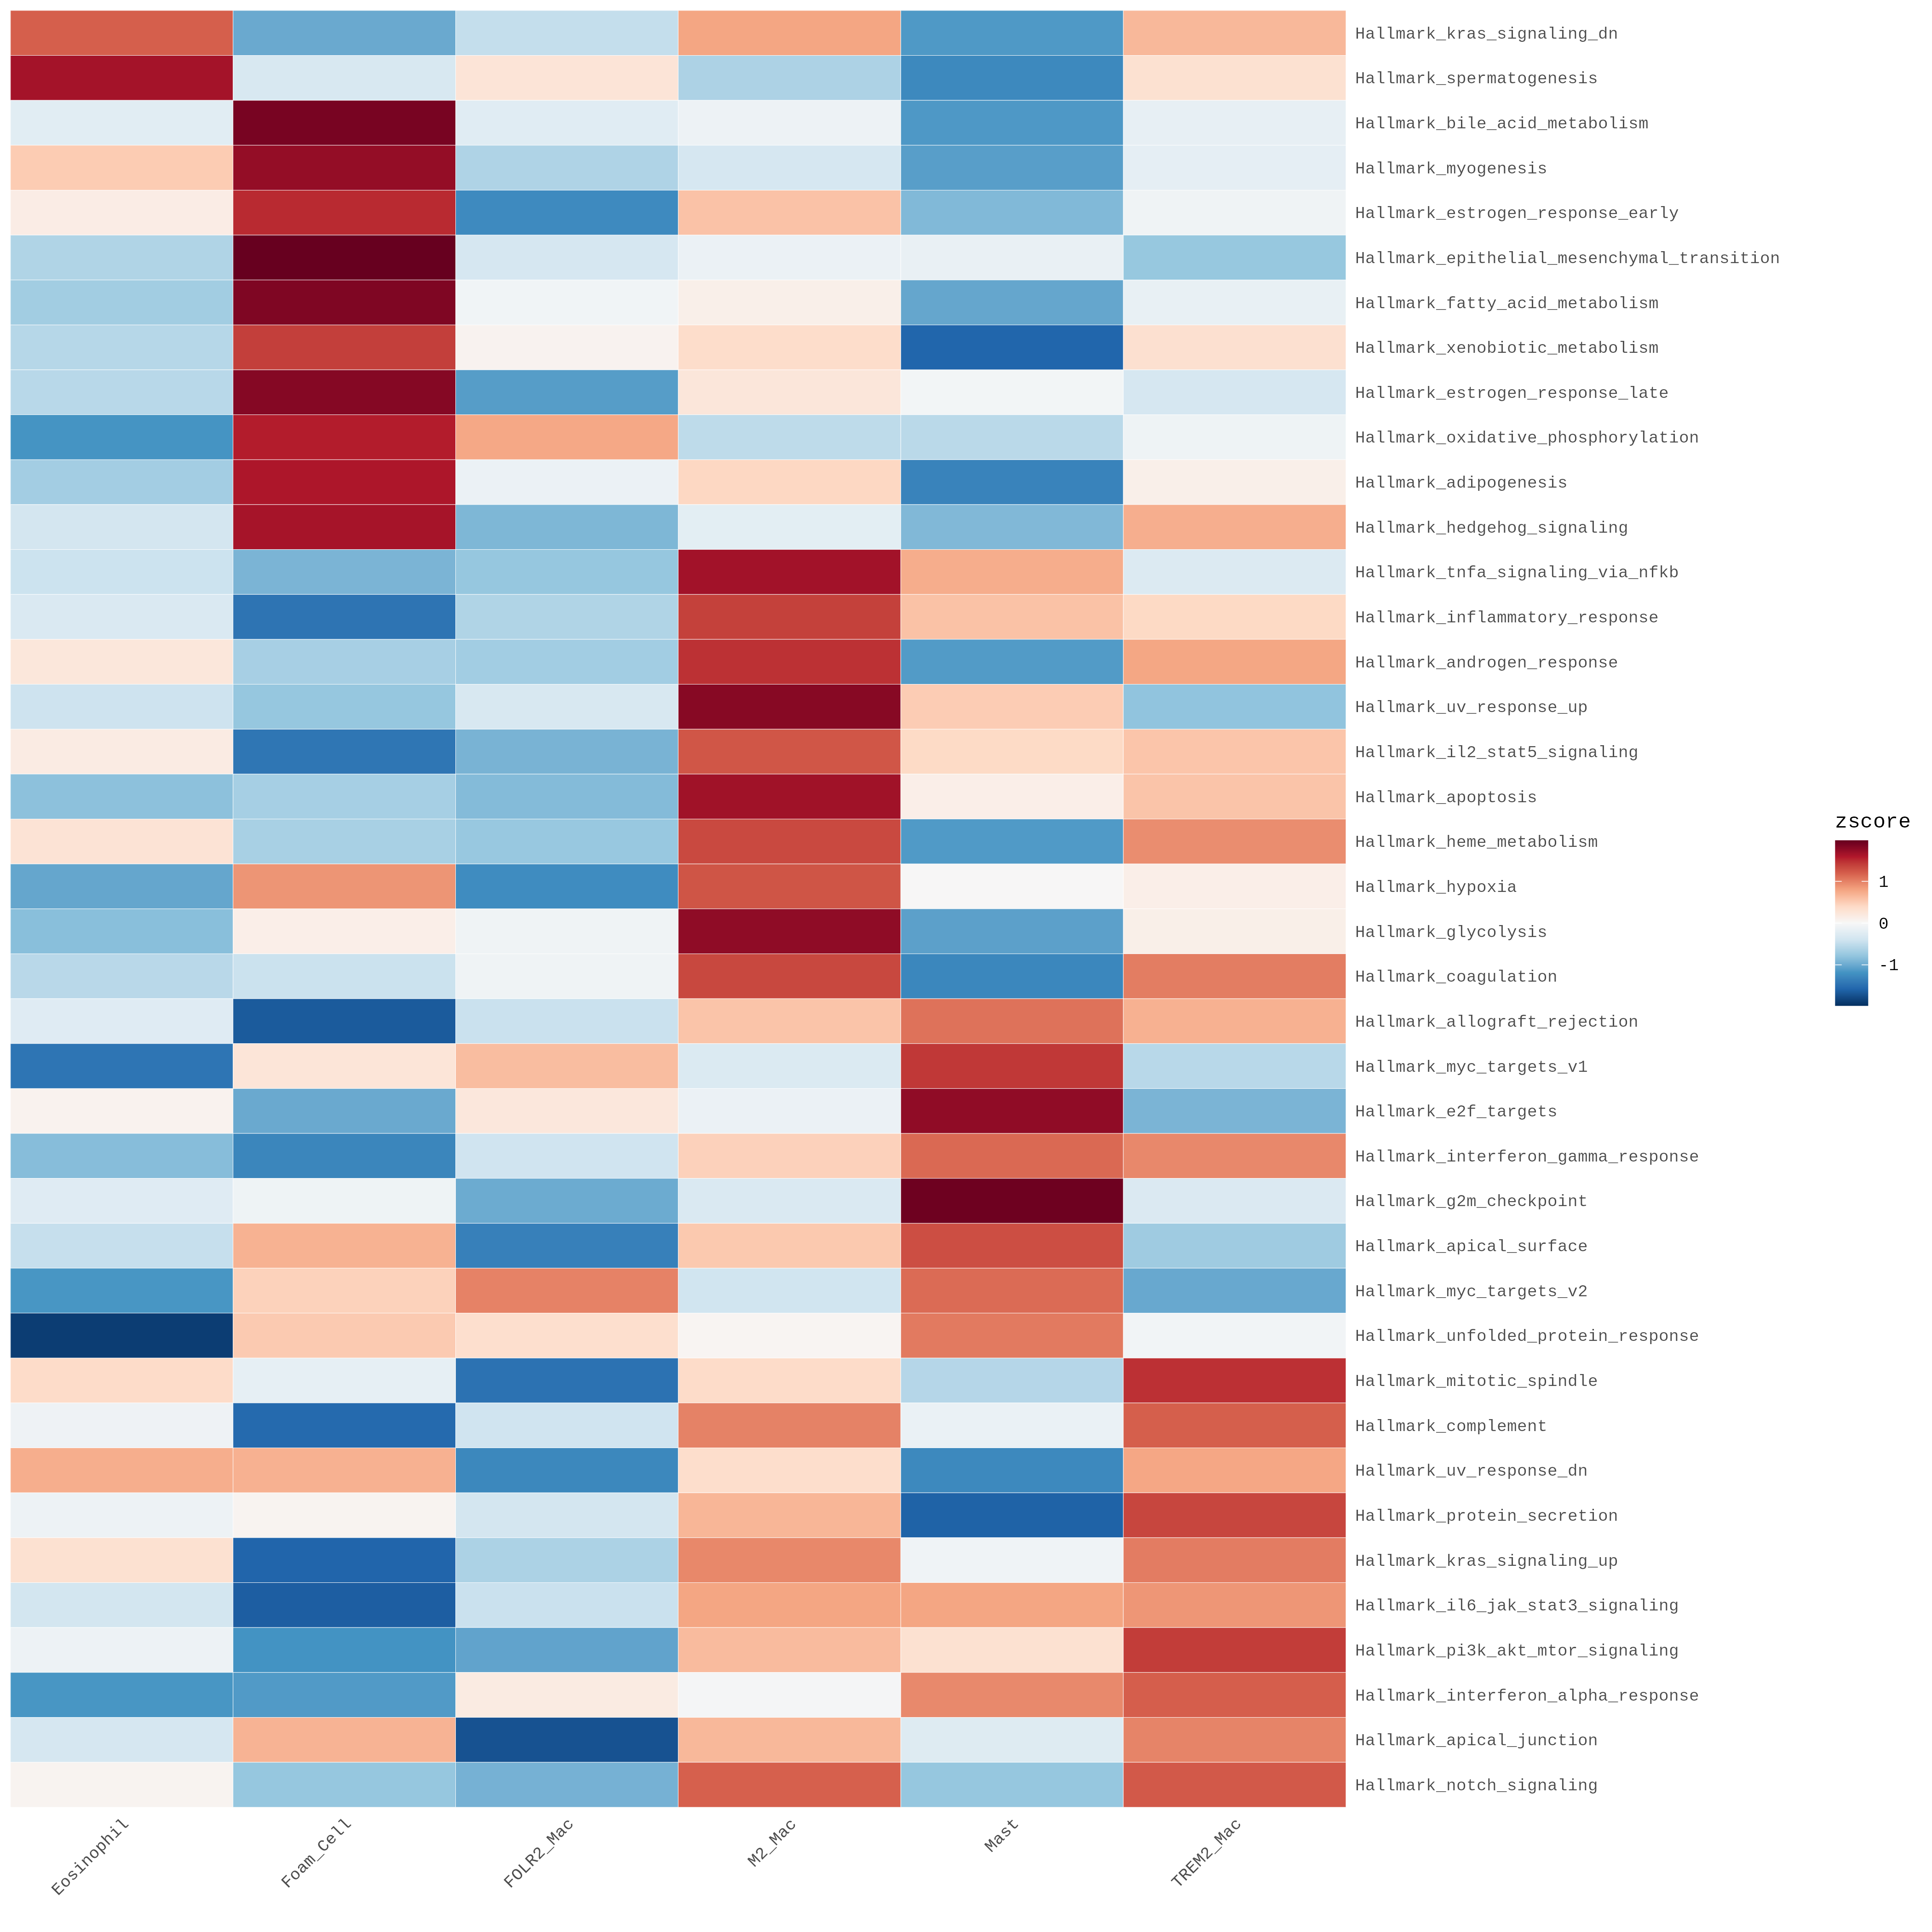 Hallmark_kras_signaling_dn
Hallmark_spermatogenesis
Hallmark_bile_acid_metabolism
Hallmark_myogenesis
Hallmark_estrogen_response_early
Hallmark_epithelial_mesenchymal_transition
Hallmark_fatty_acid_metabolism
Hallmark_xenobiotic_metabolism
Hallmark_estrogen_response_late
Hallmark_oxidative_phosphorylation
Hallmark_adipogenesis
Hallmark_hedgehog_signaling
Hallmark_tnfa_signaling_via_nfkb
Hallmark_inflammatory_response
Hallmark_androgen_response
Hallmark_uv_response_up
Hallmark_il2_stat5_signaling
Hallmark_apoptosis
Hallmark_heme_metabolism
Hallmark_hypoxia
Hallmark_glycolysis
Hallmark_coagulation
Hallmark_allograft_rejection
Hallmark_myc_targets_v1
Hallmark_e2f_targets
Hallmark_interferon_gamma_response
Hallmark_g2m_checkpoint
Hallmark_apical_surface
Hallmark_myc_targets_v2
Hallmark_unfolded_protein_response
Hallmark_mitotic_spindle
Hallmark_complement
Hallmark_uv_response_dn
Hallmark_protein_secretion
Hallmark_kras_signaling_up
Hallmark_il6_jak_stat3_signaling
Hallmark_pi3k_akt_mtor_signaling
Hallmark_interferon_alpha_response
Hallmark_apical_junction
Hallmark_notch_signaling
Eosinophil
Foam_Cell
FOLR2_Mac
M2_Mac
Mast
TREM2_Mac
zscore
1
0
-1